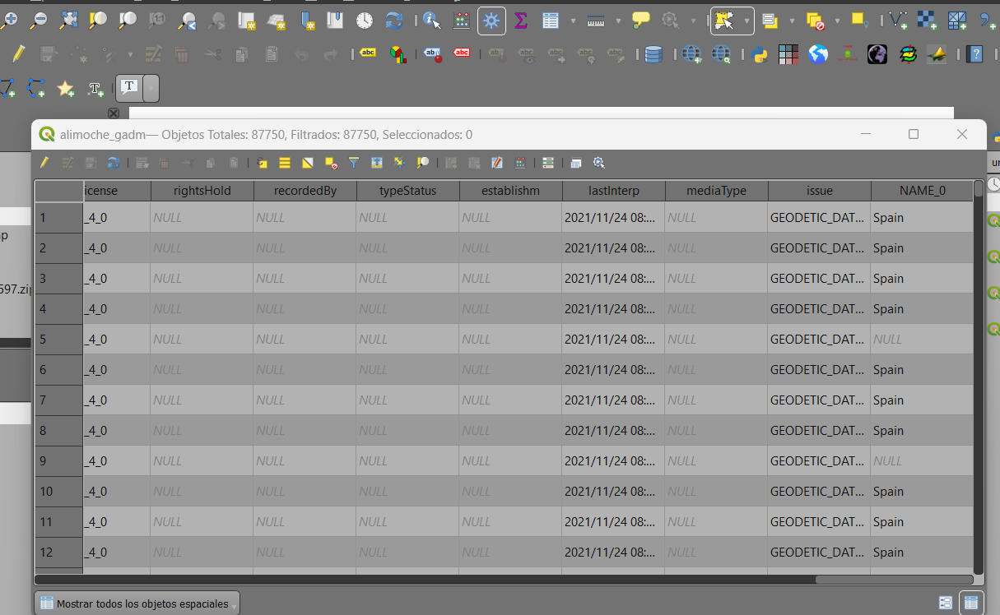 abc
abc
ab
abc
T
T
?
alimoche_gadm— Objetos Totales: 87750, Filtrados: 87750, Seleccionados: 0
icense rightsHold recordedBy typeStatus establishm lastInterp mediaType issue NAME_0
1 _4_0 NULL NULL NULL NULL 2021/11/24 08:... NULL GEODETIC_DAT... Spain
2 _4_0 NULL NULL NULL NULL 2021/11/24 08:... NULL GEODETIC_DAT... Spain
3 _4_0 NULL NULL NULL NULL 2021/11/24 08:... NULL GEODETIC_DAT... Spain
4 _4_0 NULL NULL NULL NULL 2021/11/24 08:... NULL GEODETIC_DAT... Spain
5 _4_0 NULL NULL NULL NULL 2021/11/24 08:... NULL GEODETIC_DAT... NULL
6 _4_0 NULL NULL NULL NULL 2021/11/24 08:... NULL GEODETIC_DAT... Spain
7 _4_0 NULL NULL NULL NULL 2021/11/24 08:... NULL GEODETIC_DAT... Spain
8 _4_0 NULL NULL NULL NULL 2021/11/24 08:... NULL GEODETIC_DAT... Spain
9 _4_0 NULL NULL NULL NULL 2021/11/24 08:... NULL GEODETIC_DAT... NULL
10 _4_0 NULL NULL NULL NULL 2021/11/24 08:... NULL GEODETIC_DAT... Spain
11 _4_0 NULL NULL NULL NULL 2021/11/24 08:... NULL GEODETIC_DAT... Spain
12 _4_0 NULL NULL NULL NULL 2021/11/24 08:... NULL GEODETIC_DAT... Spain
597.zip
Mostrar todos los objetos espaciales